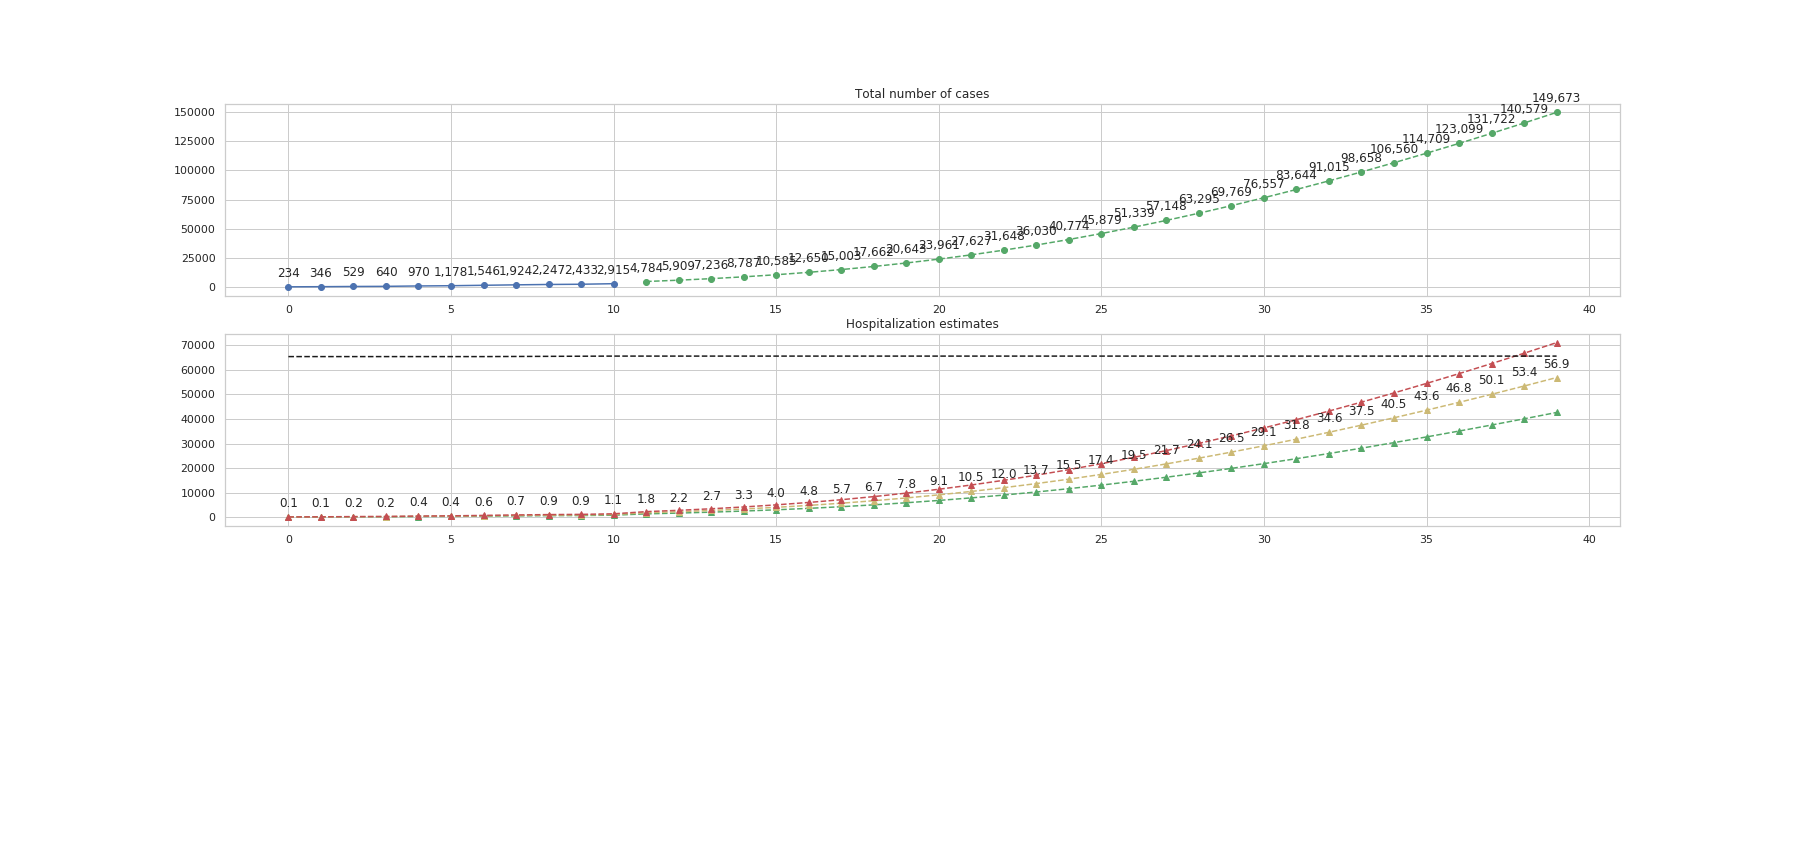 Total number of cases
150000
125000
100000
75000
50000
25000
0
234 346 529 640 970 1,178 1,546 1,924 2,247 2,433 2,915 4,784 5,909 7,236 8,787 10,585 12,650 15,003 17,662 20,643 23,961 27,627 31,648 36,030 40,774 45,879 51,339 57,148 63,295 69,769 76,557 83,644 91,015 98,658 106,560 114,709 123,099 131,722 140,579 149,673
0 5 10 15 20 25 30 35 40
Hospitalization estimates
70000
60000
50000
40000
30000
20000
10000
0
0.1 0.1 0.2 0.2 0.4 0.4 0.6 0.7 0.9 0.9 1.1 1.8 2.2 2.7 3.3 4.0 4.8 5.7 6.7 7.8 9.1 10.5 12.0 13.7 15.5 17.4 19.5 21.7 24.1 26.5 29.1 31.8 34.6 37.5 40.5 43.6 46.8 50.1 53.4 56.9
0 5 10 15 20 25 30 35 40